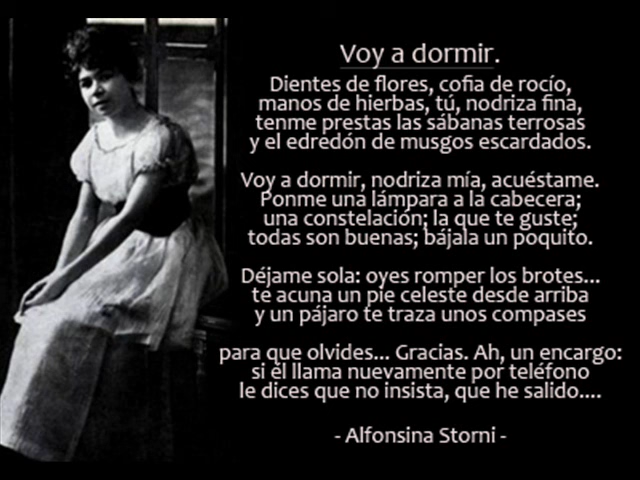 Voy a dormir.
Dientes de flores, cofia de rocío,
manos de hierbas, tú, nodriza fina,
tenme prestas las sábanas terrosas
y el edredón de musgos escardados.
Voy a dormir, nodriza mía, acuéstame.
Ponme una lámpara a la cabecera;
una constelación; la que te guste;
todas son buenas; bájala un poquito.
Déjame sola: oyes romper los brotes...
te acuna un pie celeste desde arriba
y un pájaro te traza unos compases
para que olvides... Gracias. Ah, un encargo:
si él llama nuevamente por teléfono
le dices que no insista, que he salido....
- Alfonsina Storni -